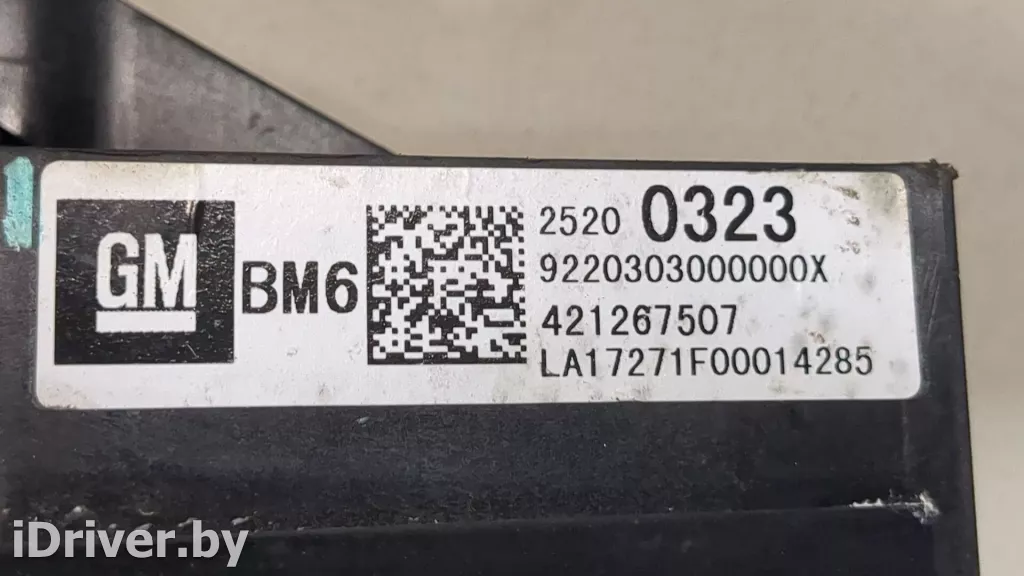 GM
BM6
2520 0323
9220303000000X
421267507
LA17271F00014285
iDriver.by